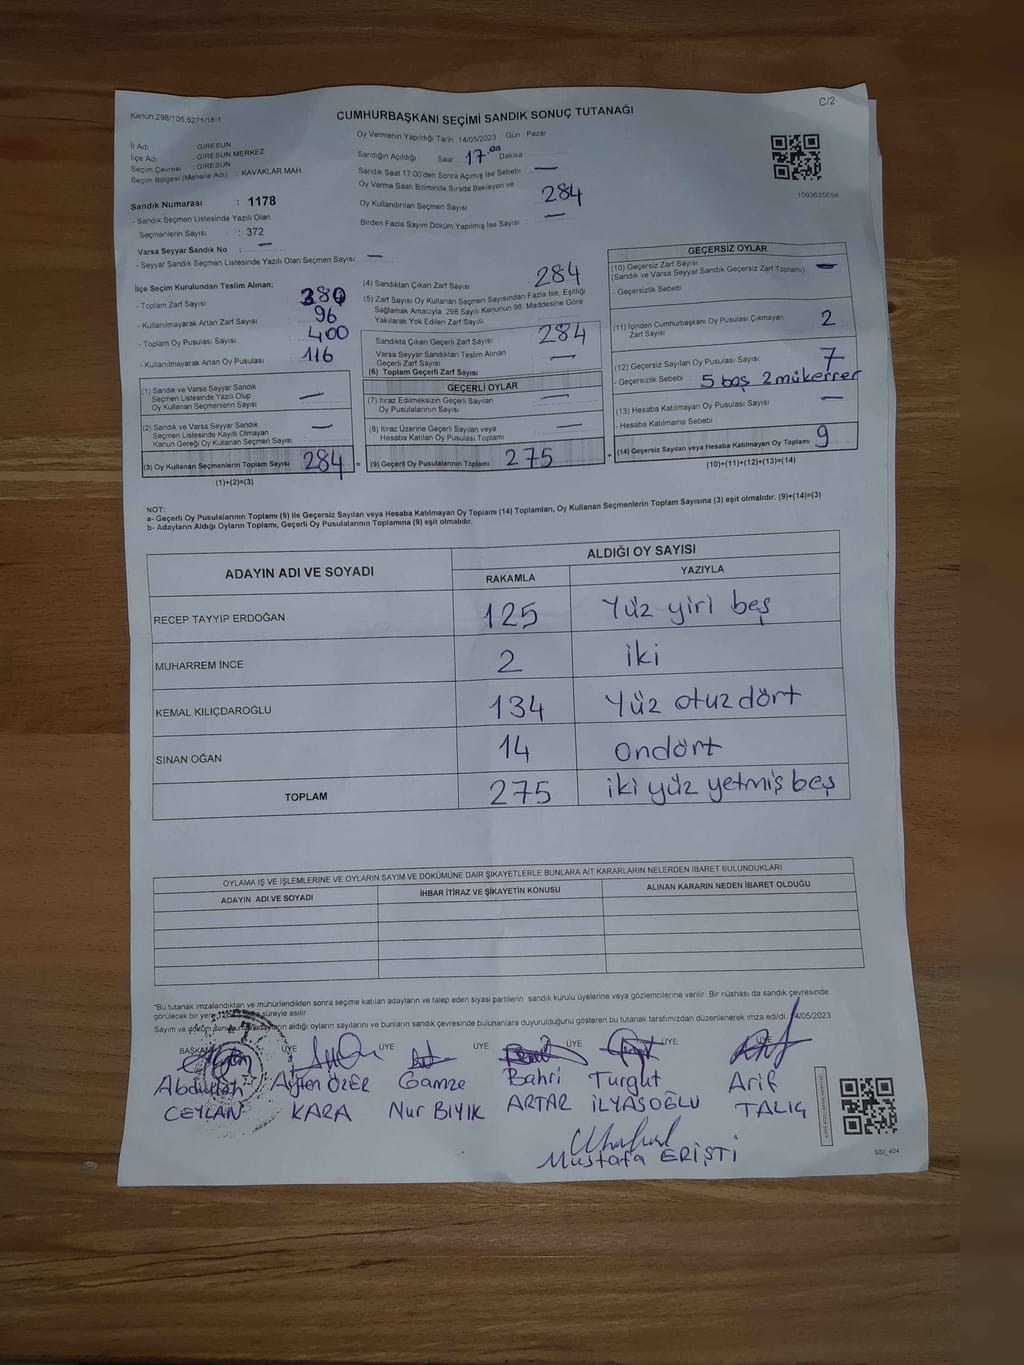 Kanun:298/105,6271/18-1
CUMHURBAŞKANI SEÇİMİ SANDIK SONUÇ TUTANAĞI
C/2
İl Adı : GİRESUN
İlçe Adı : GİRESUN MERKEZ
Seçim Çevresi : GİRESUN
Seçim Bölgesi (Mahalle Adı) : KAVAKLAR MAH.
Sandık Numarası : 1178
- Sandık Seçmen Listesinde Yazılı Olan
Seçmenlerin Sayısı : 372
Varsa Seyyar Sandık No : —
- Seyyar Sandık Seçmen Listesinde Yazılı Olan Seçmen Sayısı : —
Oy Vermenin Yapıldığı Tarih : 14/05/2023 Gün : Pazar
Sandığın Açıldığı Saat 17.00 Dakika
Sandık Saat 17.00'den Sonra Açımış İse Sebebi : —
Oy Verme Saati Bitiminde Sırada Bekleyen ve
Oy Kullandırılan Seçmen Sayısı 284
Birden Fazla Sayım Döküm Yapılmış İse Sayısı : —
1093635694
İlçe Seçim Kurulundan Teslim Alınan;
- Toplam Zarf Sayısı 380
- Kullanılmayarak Artan Zarf Sayısı 96
- Toplam Oy Pusulası 400
- Kullanılmayarak Artan Oy Pusulası 116
(1) Sandık ve Varsa Seyyar Sandık
Seçmen Listesinde Yazılı Olup
Oy Kullanan Seçmenlerin Sayısı —
(2) Sandık ve Varsa Seyyar Sandık
Seçmen Listesinde Kayıtlı Olmayan
Kanun Gereği Oy Kullanan Seçmen Sayısı —
(3) Oy Kullanan Seçmenlerin Toplam Sayısı 284 =
(1)+(2)=(3)
(4) Sandıktan Çıkan Zarf Sayısı 284
(5) Zarf Sayısı Oy Kullanan Seçmen Sayısından Fazla İse, Eşitliği
Sağlamak Amacıyla; 298 Sayılı Kanunun 98. Maddesine Göre
Yakılarak Yok Edilen Zarf Sayısı
Sandıkta Çıkan Geçerli Zarf Sayısı 284
Varsa Seyyar Sandıktan Teslim Alınan
Geçerli Zarf Sayısı —
(6) Toplam Geçerli Zarf Sayısı
GEÇERLİ OYLAR
(7) İtiraz Edilmeksizin Geçerli Sayılan
Oy Pusulalarının Sayısı —
(8) İtiraz Üzerine Geçerli Sayılan veya
Hesaba Katılan Oy Pusulası Toplamı —
(9) Geçerli Oy Pusulalarının Toplamı 275 +
GEÇERSİZ OYLAR
(10) Geçersiz Zarf Sayısı
(Sandık ve Varsa Seyyar Sandık Geçersiz Zarf Toplamı) —
- Geçersizlik Sebebi
(11) İçinden Cumhurbaşkanı Oy Pusulası Çıkmayan
Zarf Sayısı 2
(12) Geçersiz Sayılan Oy Pusulası Sayısı 7
- Geçersizlik Sebebi 5 boş 2 mükerrer
(13) Hesaba Katılmayan Oy Pusulası Sayısı —
- Hesaba Katılmama Sebebi :
(14) Geçersiz Sayılan veya Hesaba Katılmayan Oy Toplamı 9
(10)+(11)+(12)+(13)=(14)
NOT:
a- Geçerli Oy Pusulalarının Toplamı (9) ile Geçersiz Sayılan veya Hesaba Katılmayan Oy Toplamı (14) Toplamları, Oy Kullanan Seçmenlerin Toplam Sayısına (3) eşit olmalıdır. (9)+(14)=(3)
b- Adayların Aldığı Oyların Toplamı, Geçerli Oy Pusulalarının Toplamına (9) eşit olmalıdır.
ADAYIN ADI VE SOYADI
ALDIĞI OY SAYISI
RAKAMLA YAZIYLA
RECEP TAYYİP ERDOĞAN 125 Yüz yiri beş
MUHARREM İNCE 2 iki
KEMAL KILIÇDAROĞLU 134 Yüz otuz dört
SİNAN OĞAN 14 ondört
TOPLAM 275 iki yüz yetmiş beş
OYLAMA İŞ VE İŞLEMLERİNE VE OYLARIN SAYIM VE DÖKÜMÜNE DAİR ŞİKAYETLERLE BUNLARA AİT KARARLARIN NELERDEN İBARET BULUNDUKLARI
ADAYIN ADI VE SOYADI İHBAR İTİRAZ VE ŞİKAYETİN KONUSU ALINAN KARARIN NEDEN İBARET OLDUĞU
*Bu tutanak imzalandıktan ve mühürlendikten sonra seçime katılan adayların ve talep eden siyasi partilerin sandık kurulu üyelerine veya gözlemcilerine verilir. Bir nüshası da sandık çevresinde
görülecek bir yere süreyle asılır.
Sayım ve döküm adayların aldığı oyların sayılarını ve bunların sandık çevresinde bulunanlara duyurulduğunu gösteren bu tutanak tarafımızdan düzenlenerek imza edildi. 14/05/2023
BAŞKAN ÜYE ÜYE ÜYE ÜYE ÜYE
Abdullah CEYLAN
Ayten ÖZER KARA
Gamze Nur BIYIK
Bahri ARTAR
Turgut İLYASOĞLU
Arif TALIG
Mustafa ERİŞTİ
SSI_404